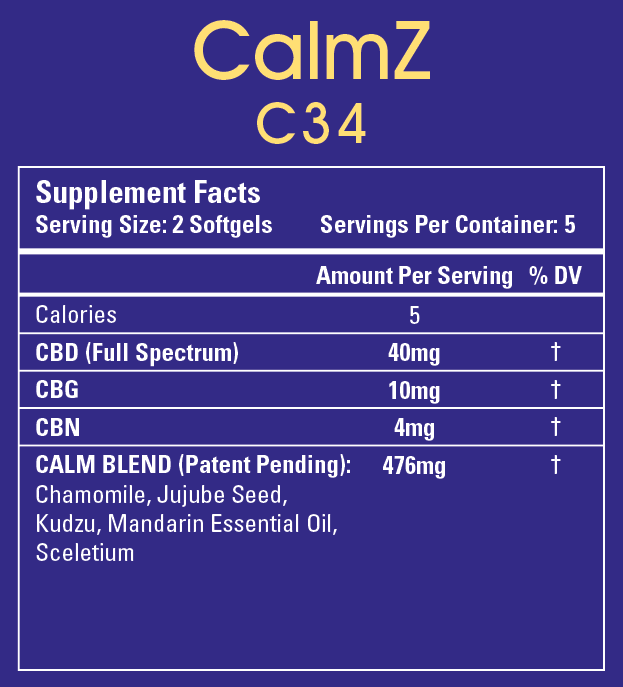 CalmZ
C34
Supplement Facts
Serving Size: 2 Softgels Servings Per Container: 5
Amount Per Serving % DV
Calories 5
CBD (Full Spectrum) 40mg †
CBG 10mg †
CBN 4mg †
CALM BLEND (Patent Pending): 476mg †
Chamomile, Jujube Seed,
Kudzu, Mandarin Essential Oil,
Sceletium